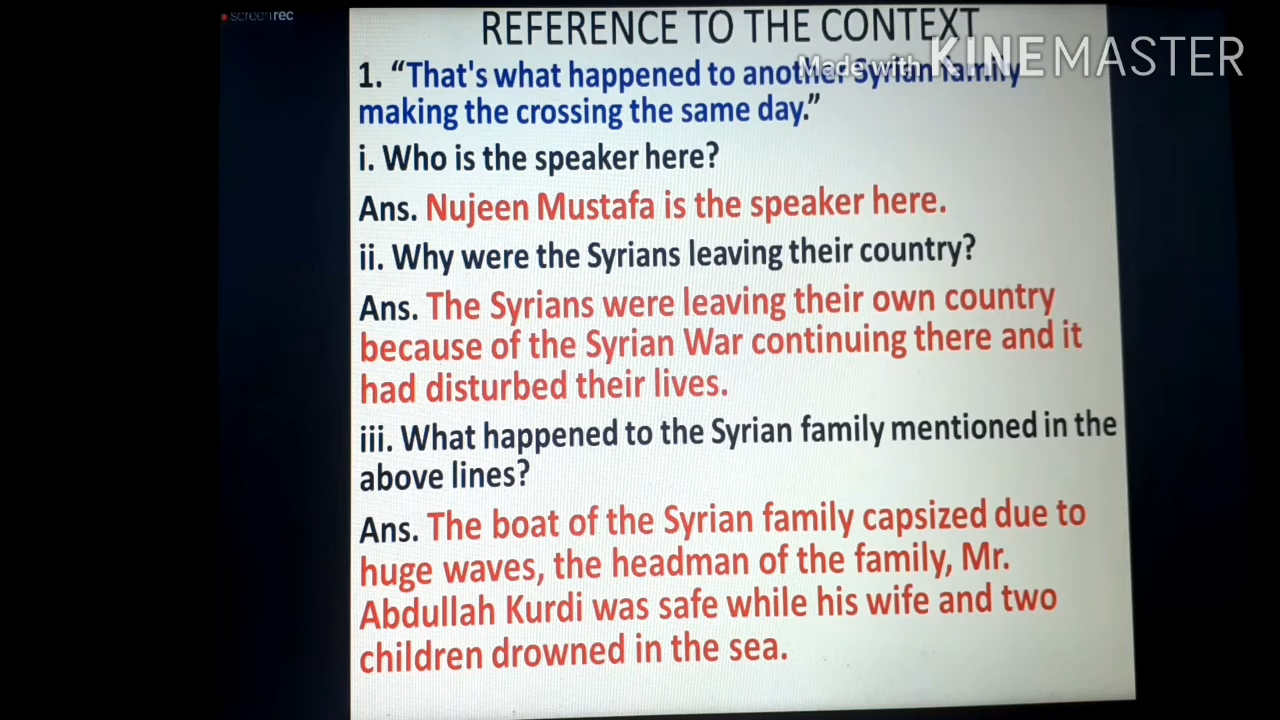 screenrec
REFERENCE TO THE CONTEXT
Made with KINEMASTER
1. “That's what happened to another Syrian family
making the crossing the same day.”
i. Who is the speaker here?
Ans. Nujeen Mustafa is the speaker here.
ii. Why were the Syrians leaving their country?
Ans. The Syrians were leaving their own country
because of the Syrian War continuing there and it
had disturbed their lives.
iii. What happened to the Syrian family mentioned in the
above lines?
Ans. The boat of the Syrian family capsized due to
huge waves, the headman of the family, Mr.
Abdullah Kurdi was safe while his wife and two
children drowned in the sea.